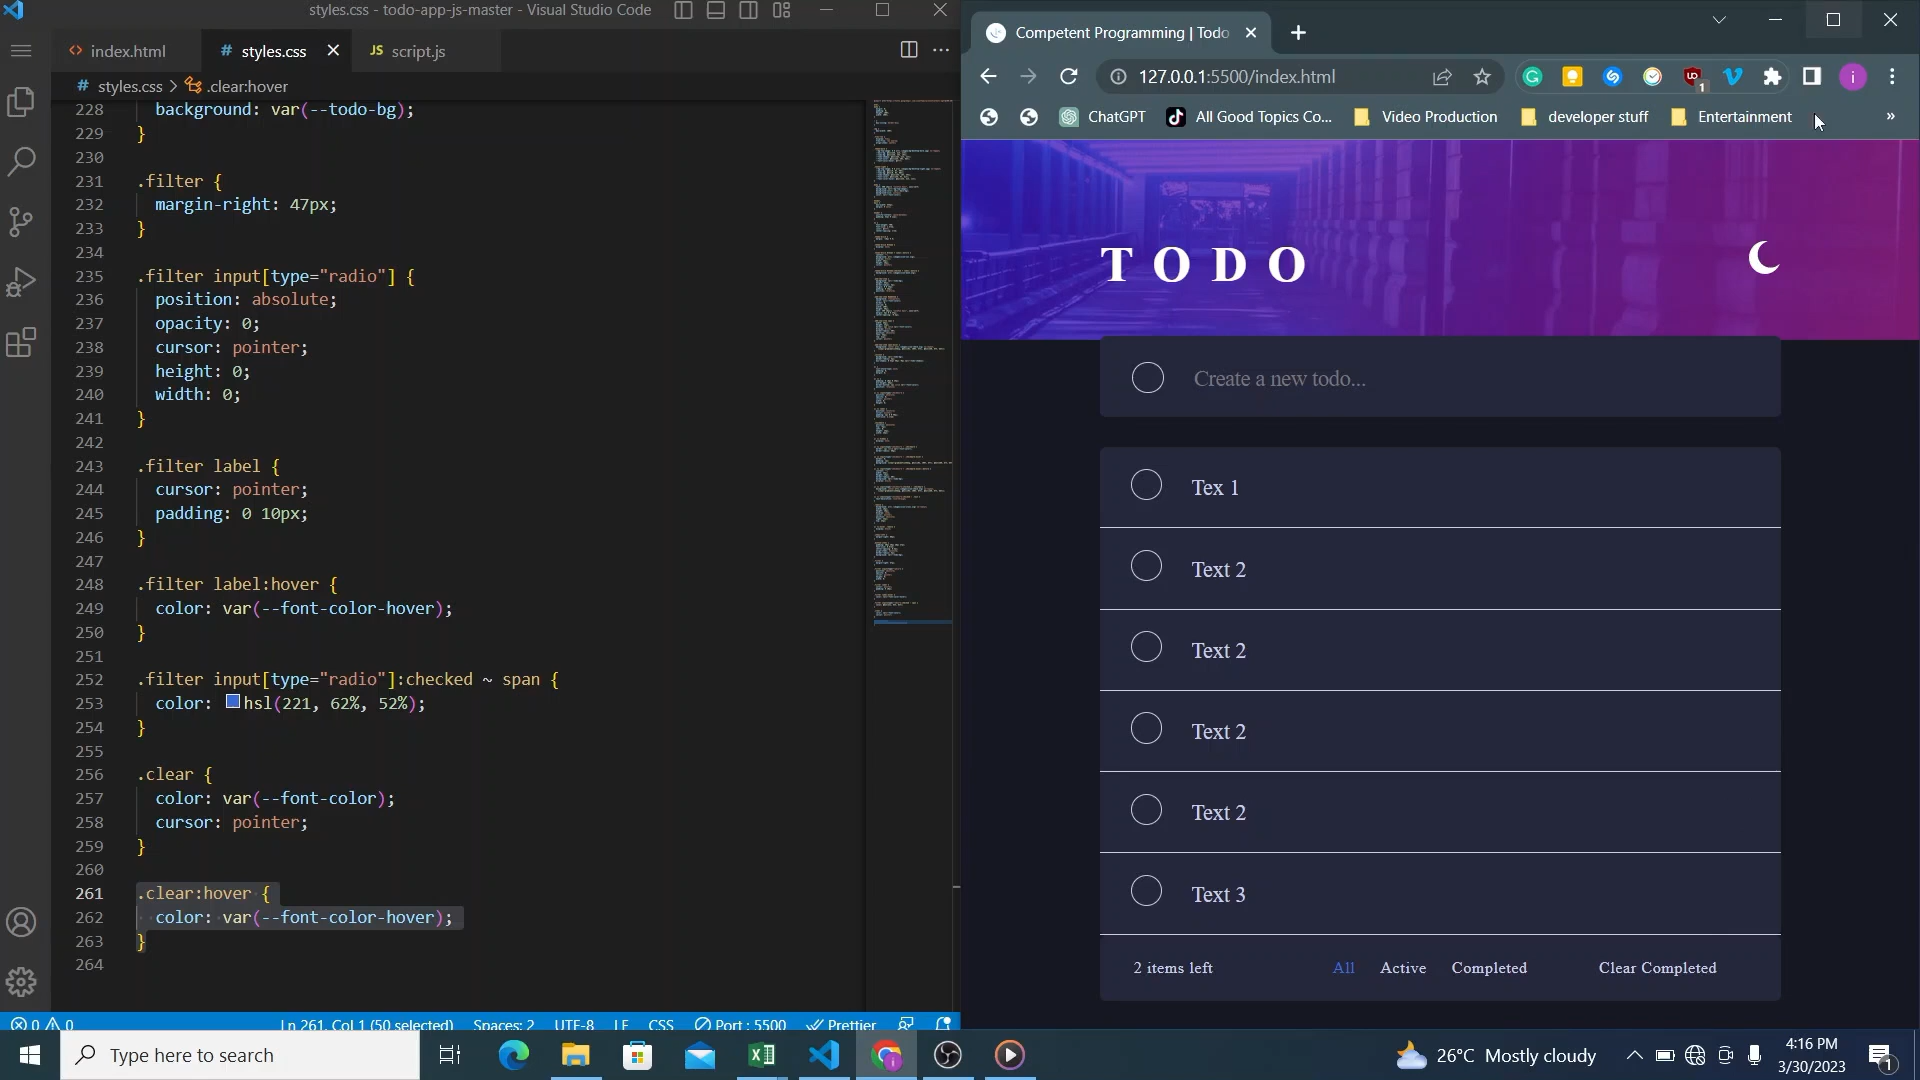 styles.css - todo-app-js-master - Visual Studio Code
index.html
# styles.css
JS script.js
# styles.css > .clear:hover
228 background: var(--todo-bg);
229 }
230
231 .filter {
232 margin-right: 47px;
233 }
234
235 .filter input[type="radio"] {
236 position: absolute;
237 opacity: 0;
238 cursor: pointer;
239 height: 0;
240 width: 0;
241 }
242
243 .filter label {
244 cursor: pointer;
245 padding: 0 10px;
246 }
247
248 .filter label:hover {
249 color: var(--font-color-hover);
250 }
251
252 .filter input[type="radio"]:checked ~ span {
253 color: hsl(221, 62%, 52%);
254 }
255
256 .clear {
257 color: var(--font-color);
258 cursor: pointer;
259 }
260
261 .clear:hover {
262 color: var(--font-color-hover);
263 }
264
0 0 Ln 261, Col 1 (50 selected) Spaces: 2 UTF-8 LF CSS Port : 5500 Prettier
Competent Programming | Todo
127.0.0.1:5500/index.html
1
i
ChatGPT
All Good Topics Co...
Video Production
developer stuff
Entertainment
»
TODO
Create a new todo...
Tex 1
Text 2
Text 2
Text 2
Text 2
Text 3
2 items left
All
Active
Completed
Clear Completed
Type here to search
26°C Mostly cloudy
4:16 PM
3/30/2023
1